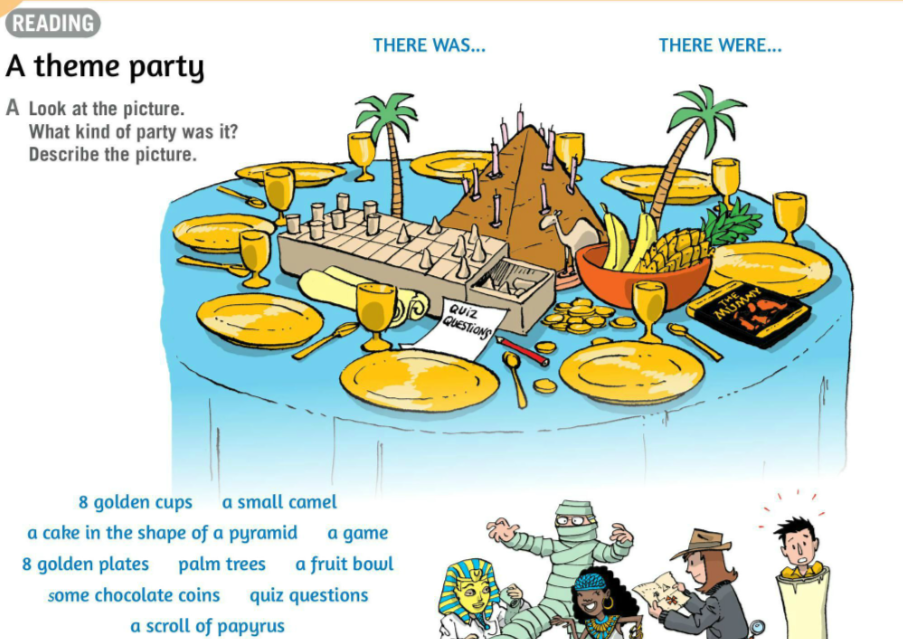 READING
THERE WAS...
THERE WERE...
A theme party
A Look at the picture.
What kind of party was it?
Describe the picture.
QUIZ
QUESTIONS
THE
MUMMY
8 golden cups a small camel
a cake in the shape of a pyramid a game
8 golden plates palm trees a fruit bowl
some chocolate coins quiz questions
a scroll of papyrus